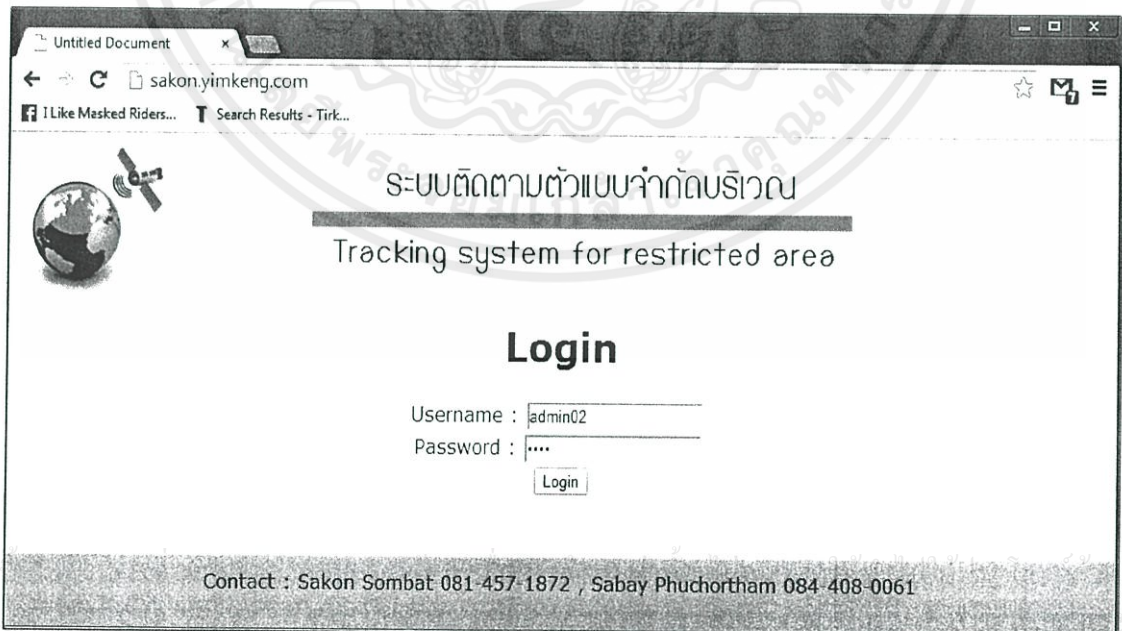 Untitled Document
sakon.yimkeng.com
I Like Masked Riders... Search Results - Tirk...
ระบบติดตามตัวแบบจำกัดบริเวณ
Tracking system for restricted area
Login
Username : admin02
Password : ••••
Login
Contact : Sakon Sombat 081-457-1872 , Sabay Phuchortham 084-408-0061